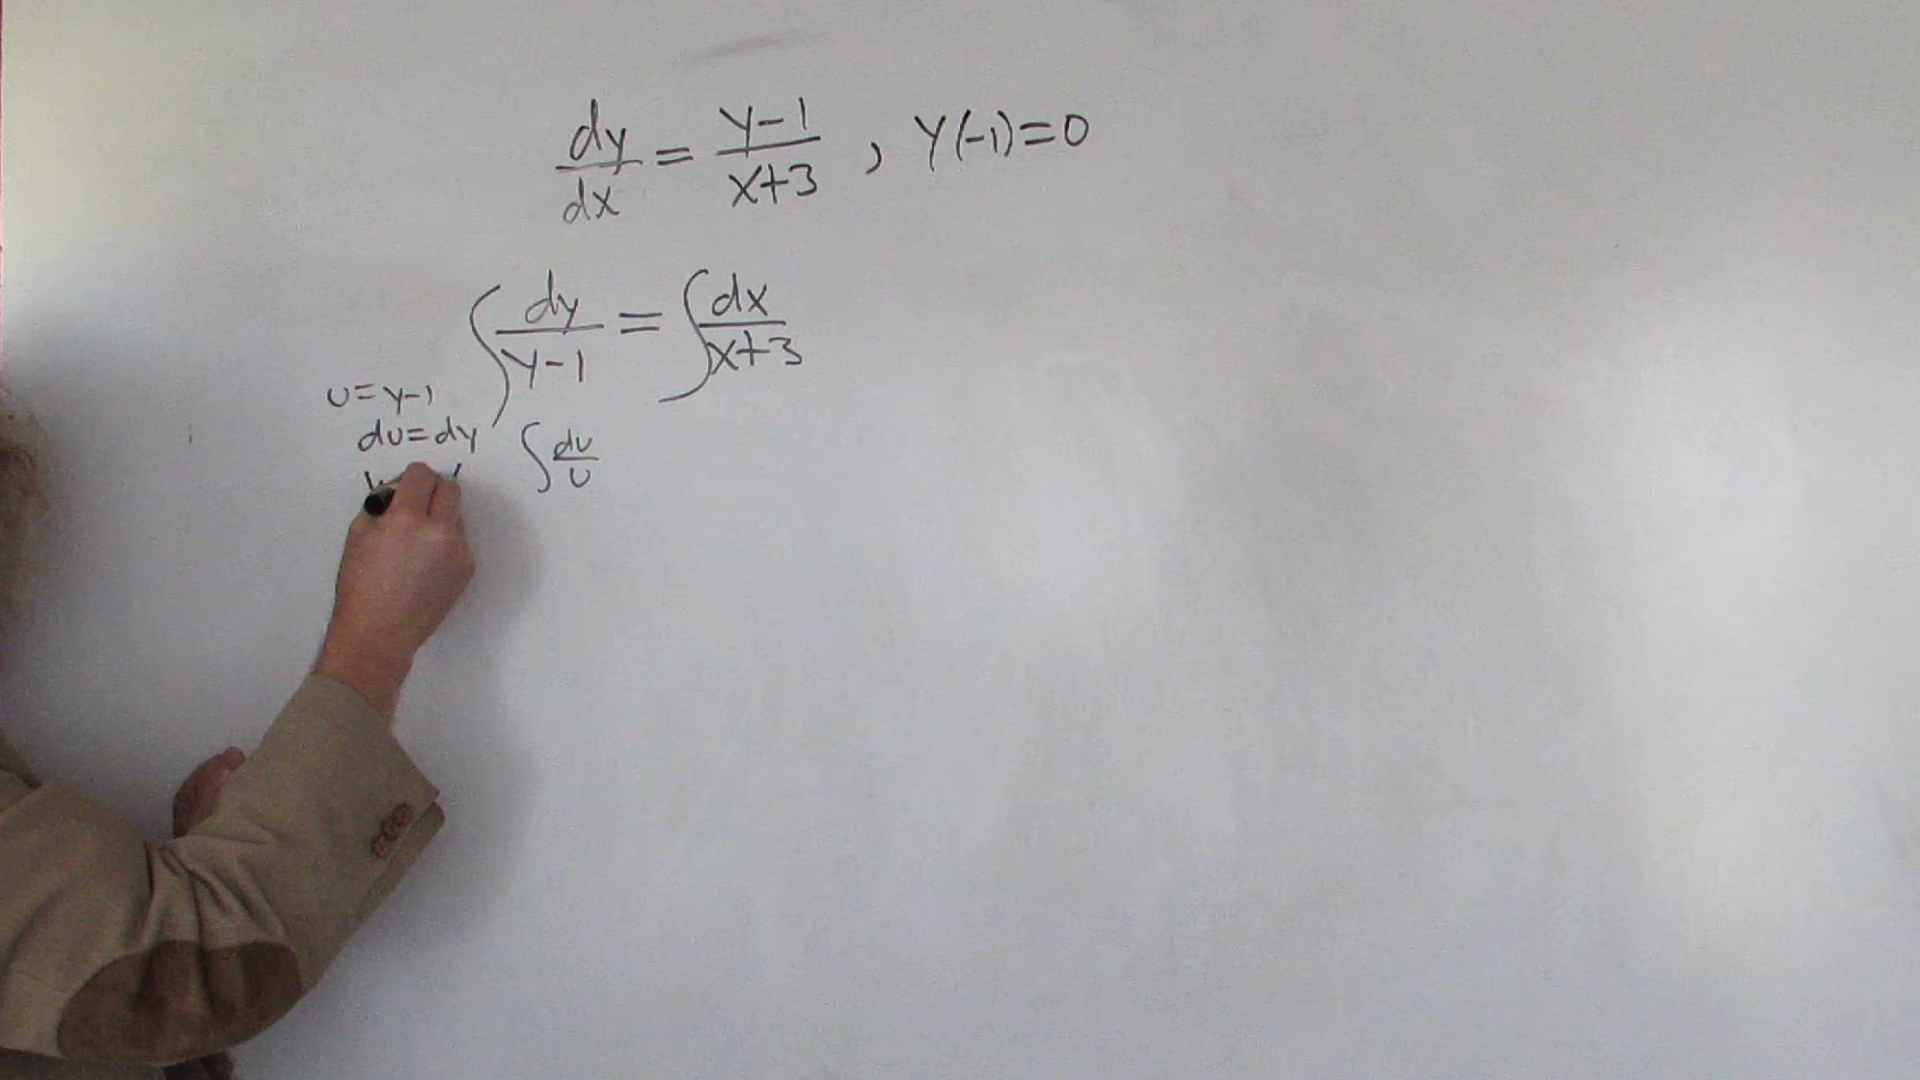 dy/dx = y-1/x+3 , y(-1)=0
∫ dy/y-1 = ∫ dx/x+3
u=y-1
du=dy ∫ du/u